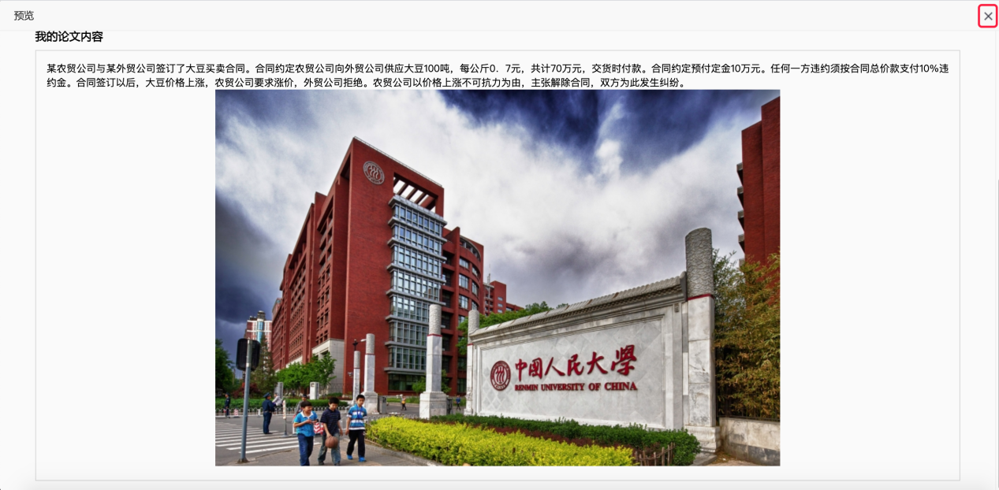 预览
我的论文内容
某农贸公司与某外贸公司签订了大豆买卖合同。合同约定农贸公司向外贸公司供应大豆100吨，每公斤0．7元，共计70万元，交货时付款。合同约定预付定金10万元。任何一方违约须按合同总价款支付10%违
约金。合同签订以后，大豆价格上涨，农贸公司要求涨价，外贸公司拒绝。农贸公司以价格上涨不可抗力为由，主张解除合同，双方为此发生纠纷。
中国人民大学
RENMIN UNIVERSITY OF CHINA